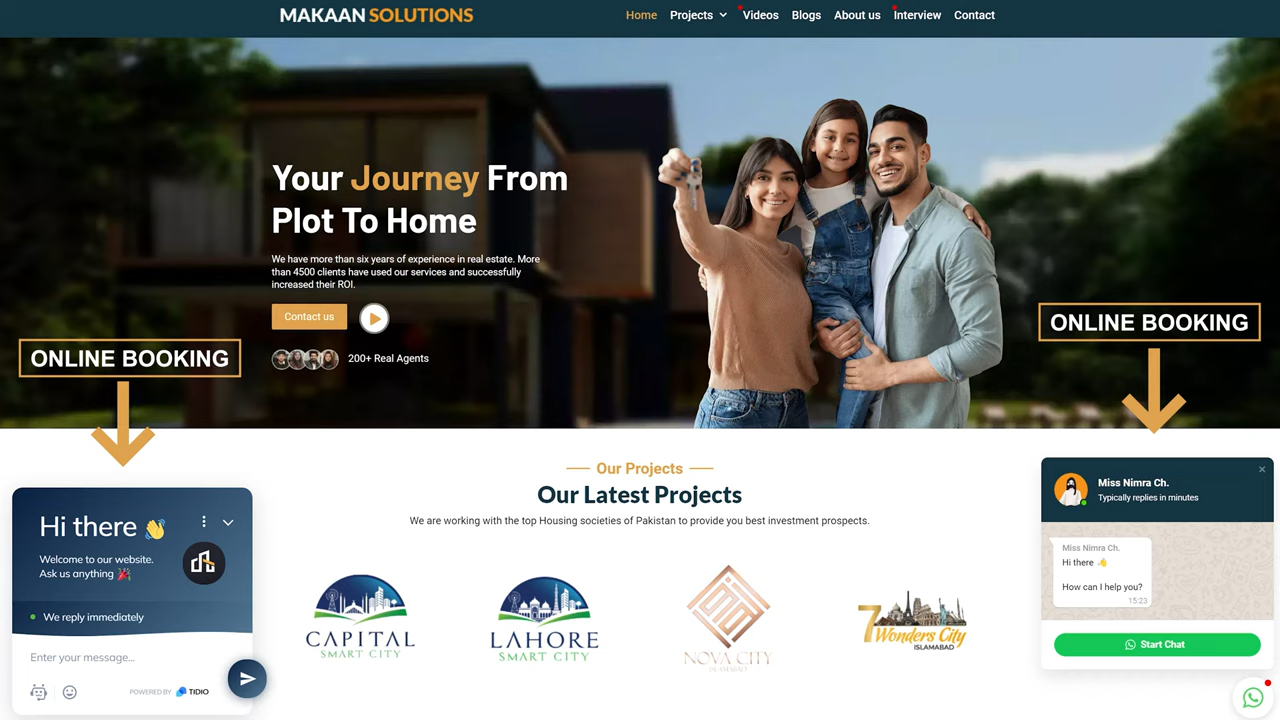 MAKAAN SOLUTIONS
Home
Projects
Videos
Blogs
About us
Interview
Contact
Your Journey From
Plot To Home
We have more than six years of experience in real estate. More
than 4500 clients have used our services and successfully
increased their ROI.
Contact us
200+ Real Agents
ONLINE BOOKING
ONLINE BOOKING
Our Projects
Our Latest Projects
We are working with the top Housing societies of Pakistan to provide you best investment prospects.
CAPITAL
SMART CITY
LAHORE
SMART CITY
NOVA CITY
ISLAMABAD
7 Wonders City
ISLAMABAD
Hi there 👋
Welcome to our website.
Ask us anything 🎉
We reply immediately
Enter your message...
POWERED BY TIDIO
Miss Nimra Ch.
Typically replies in minutes
Miss Nimra Ch.
Hi there 👋
How can I help you?
15:23
Start Chat